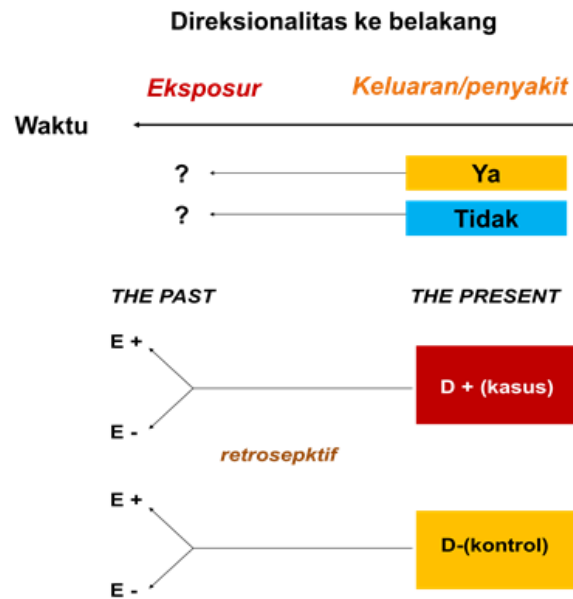 Direksionalitas ke belakang
Eksposur Keluaran/penyakit
Waktu
? Ya
? Tidak
THE PAST THE PRESENT
E +
D + (kasus)
E -
retrosepktif
E +
D-(kontrol)
E -